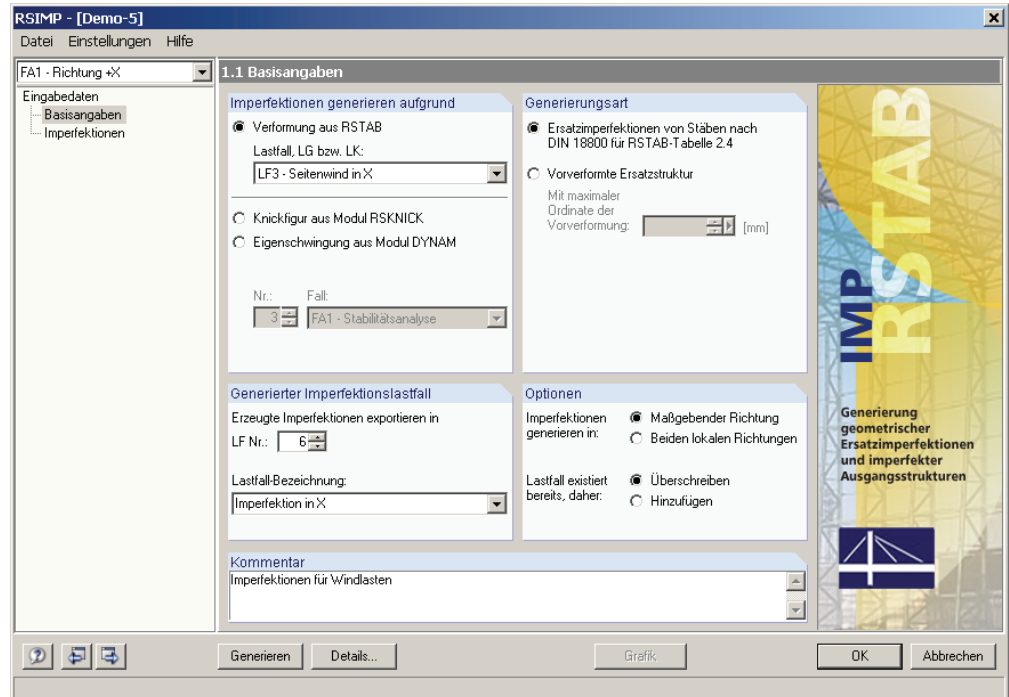 RSIMP - [Demo-5]
Datei Einstellungen Hilfe
FA1 - Richtung +X
1.1 Basisangaben
Eingabedaten
Basisangaben
Imperfektionen
Imperfektionen generieren aufgrund
Verformung aus RSTAB
Lastfall, LG bzw. LK:
LF3 - Seitenwind in X
Knickfigur aus Modul RSKNICK
Eigenschwingung aus Modul DYNAM
Nr.: Fall:
3 FA1 - Stabilitätsanalyse
Generierungsart
Ersatzimperfektionen von Stäben nach
DIN 18800 für RSTAB-Tabelle 2.4
Vorverformte Ersatzstruktur
Mit maximaler
Ordinate der
Vorverformung: [mm]
Generierter Imperfektionslastfall
Erzeugte Imperfektionen exportieren in
LF Nr.: 6
Lastfall-Bezeichnung:
Imperfektion in X
Optionen
Imperfektionen
generieren in:
Maßgebender Richtung
Beiden lokalen Richtungen
Lastfall existiert
bereits, daher:
Überschreiben
Hinzufügen
Kommentar
Imperfektionen für Windlasten
RSTAB
IMP
Generierung
geometrischer
Ersatzimperfektionen
und imperfekter
Ausgangsstrukturen
Generieren Details... Grafik OK Abbrechen